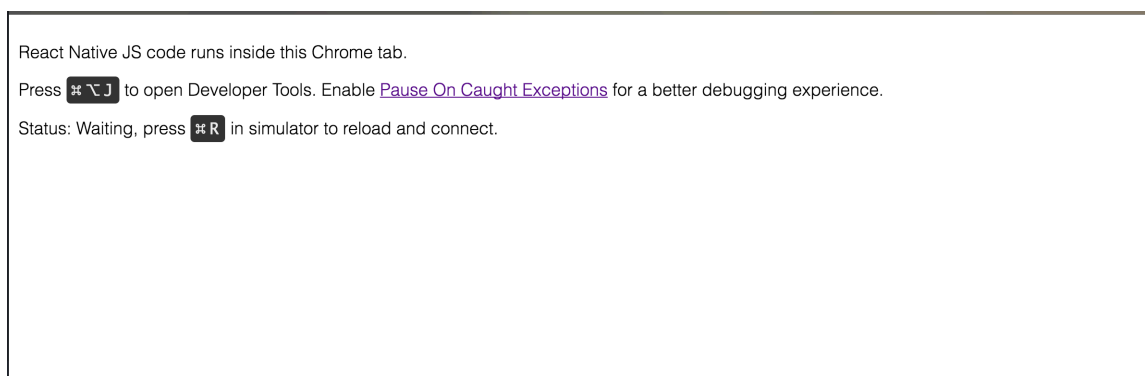 React Native JS code runs inside this Chrome tab.
Press ⌘⌥J to open Developer Tools. Enable Pause On Caught Exceptions for a better debugging experience.
Status: Waiting, press ⌘R in simulator to reload and connect.